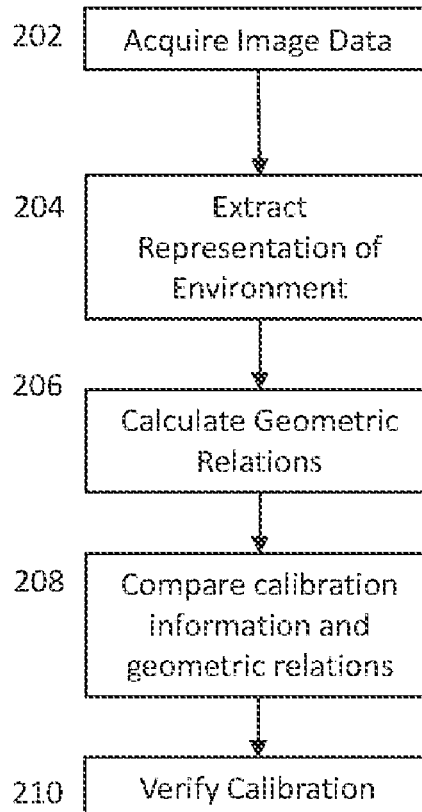 202
Acquire Image Data
204
Extract
Representation of
Environment
206
Calculate Geometric
Relations
208
Compare calibration
information and
geometric relations
210
Verify Calibration